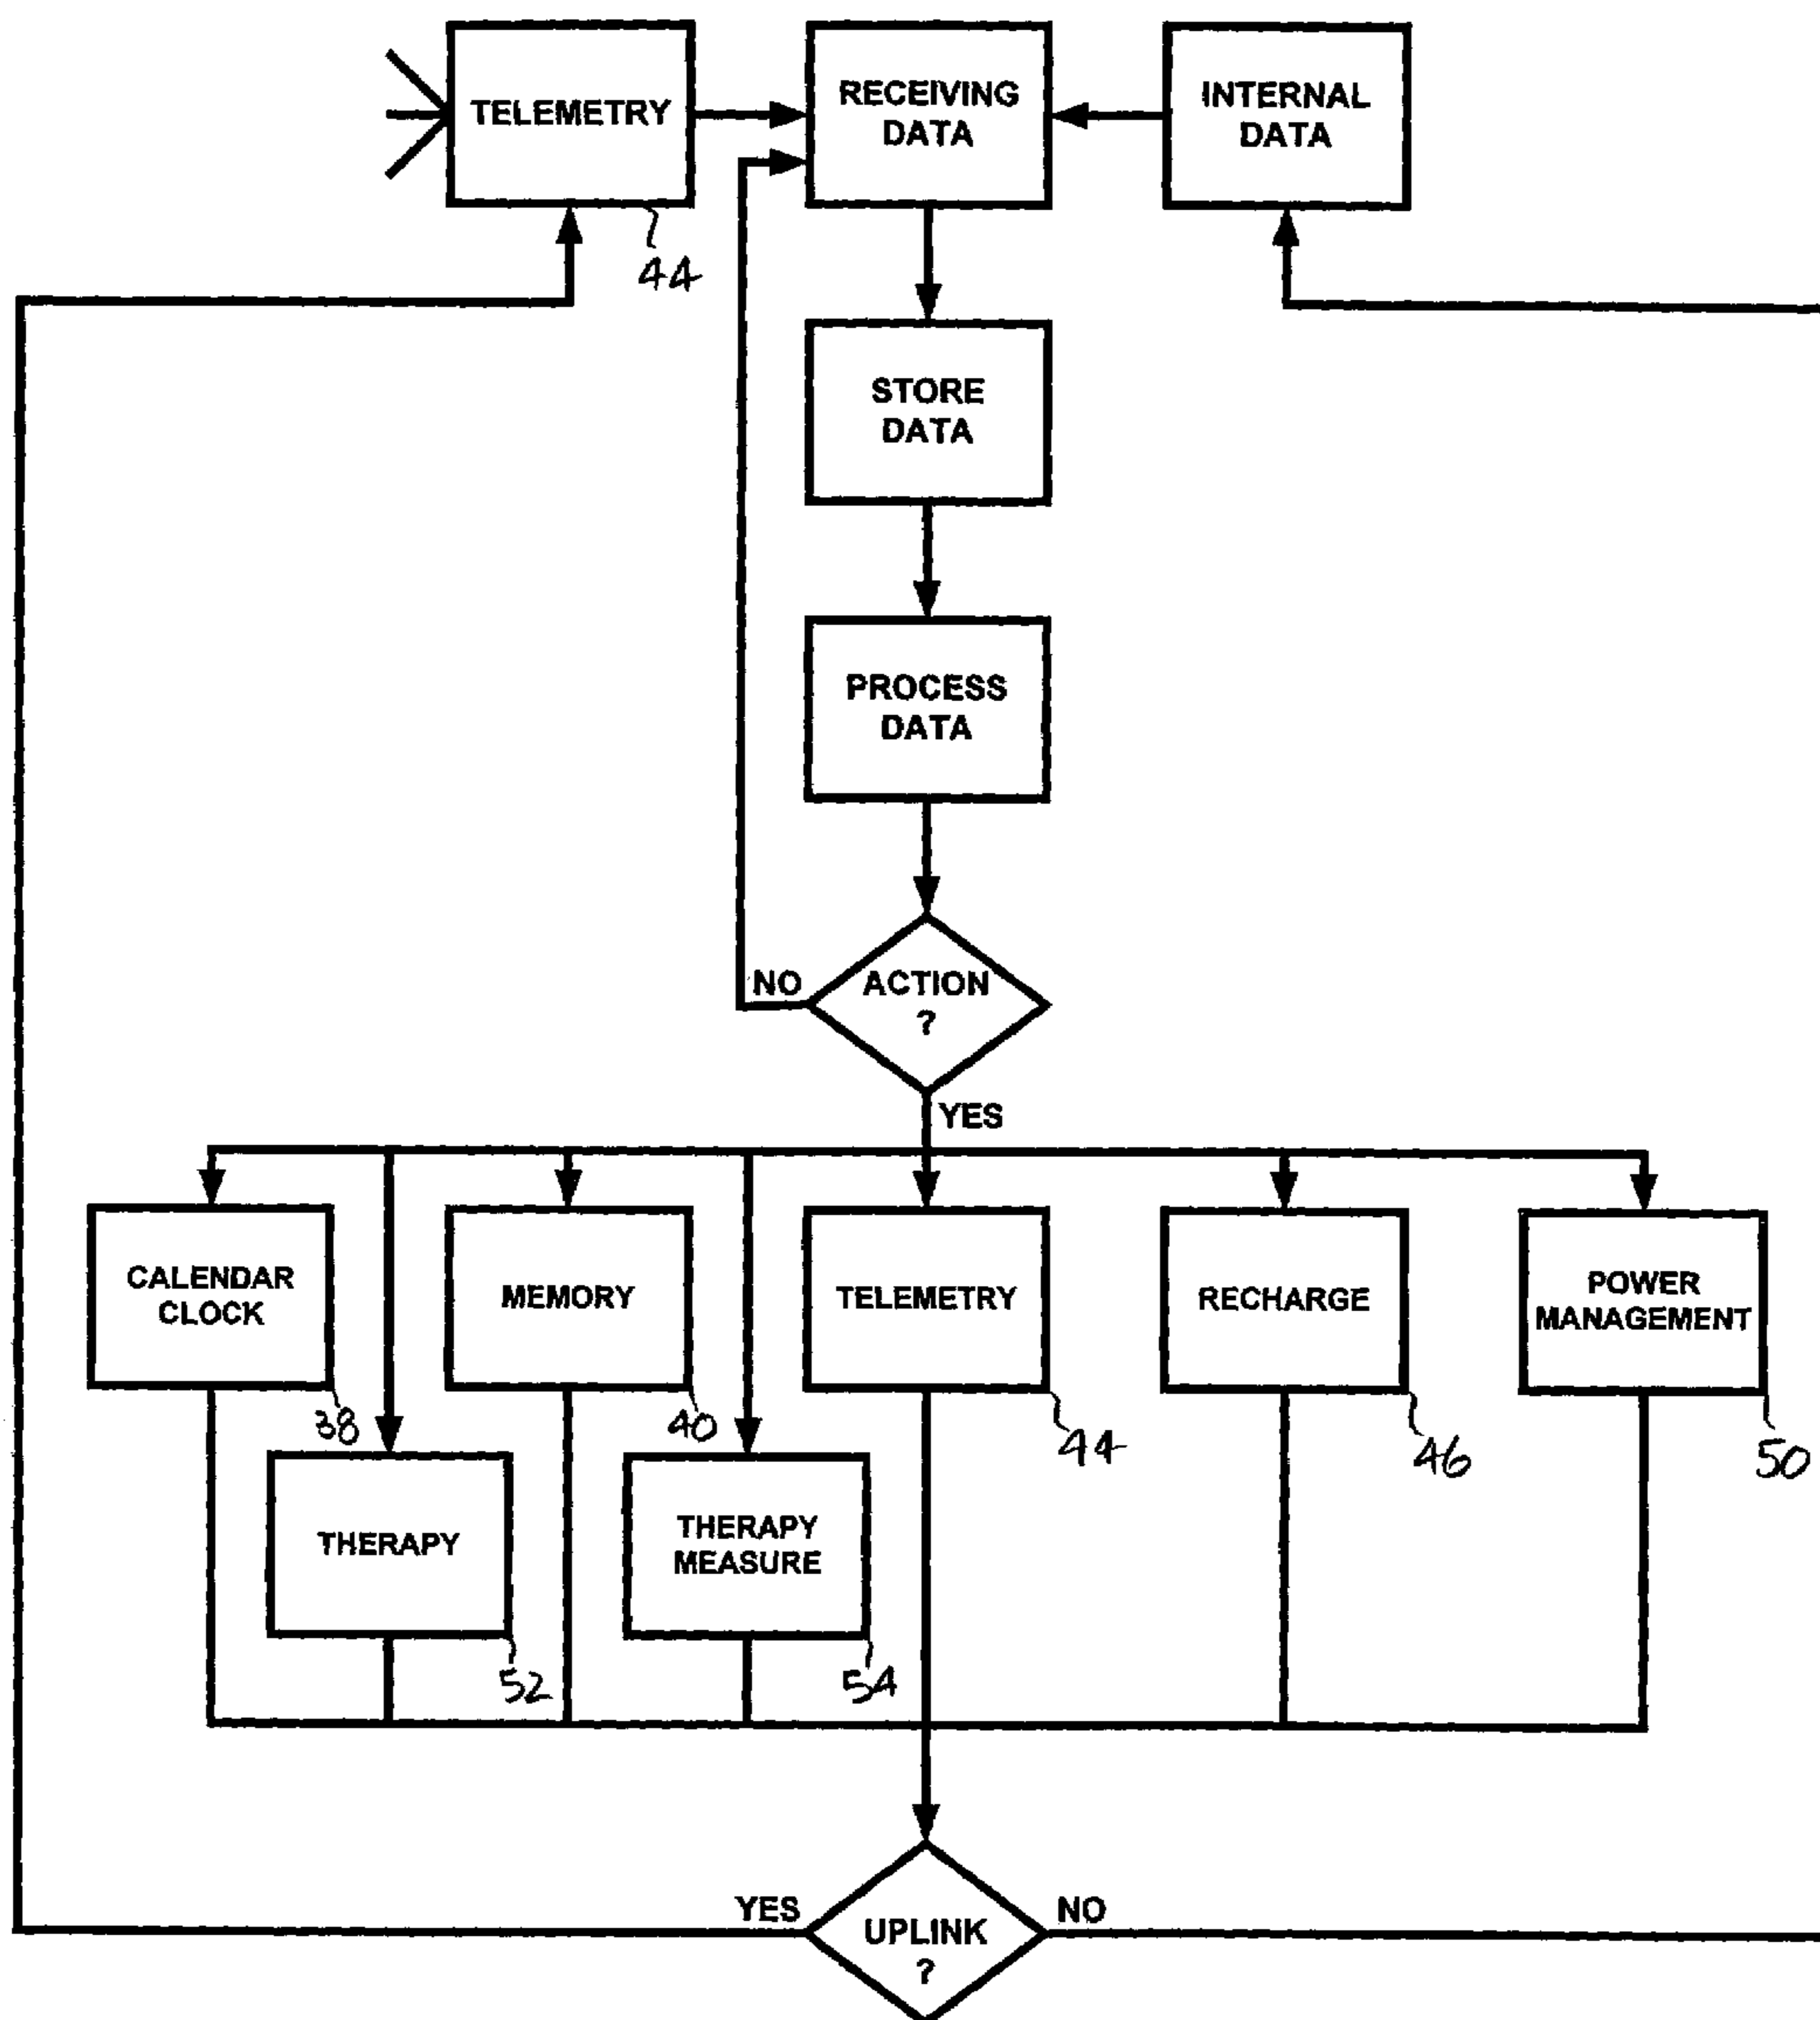 TELEMETRY
RECEIVING
DATA
INTERNAL
DATA
44
STORE
DATA
PROCESS
DATA
NO
ACTION
?
YES
CALENDAR
CLOCK
MEMORY
TELEMETRY
RECHARGE
POWER
MANAGEMENT
38
40
44
46
50
THERAPY
THERAPY
MEASURE
52
54
YES
UPLINK
?
NO